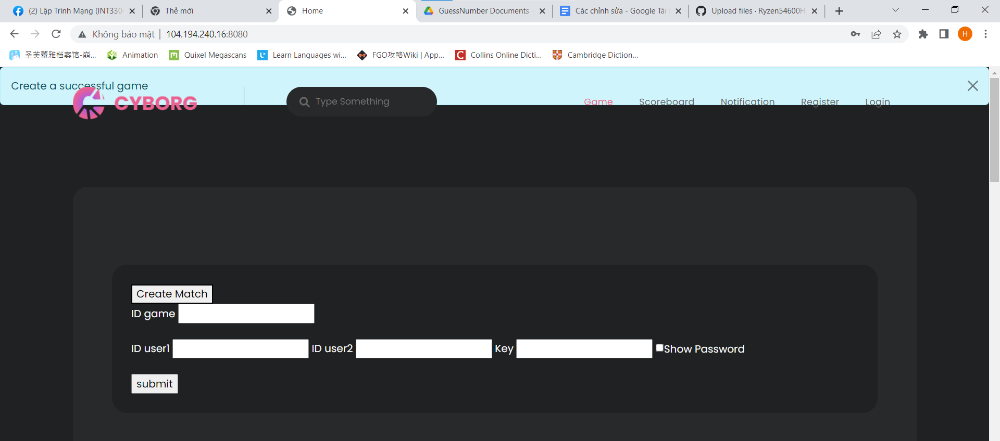 (2) Lập Trình Mạng (INT330
Thẻ mới
Home
GuessNumber Documents -
Các chỉnh sửa - Google Tài
Upload files · Ryzen54600H
Không bảo mật
104.194.240.16:8080
H
圣芙蕾雅档案馆-崩...
Animation
Quixel Megascans
Learn Languages wi...
FGO攻略Wiki | App...
Collins Online Dicti...
Cambridge Diction...
Create a successful game
CYBORG
Type Something
Game
Scoreboard
Notification
Register
Login
Create Match
ID game
ID user1 ID user2 Key Show Password
submit